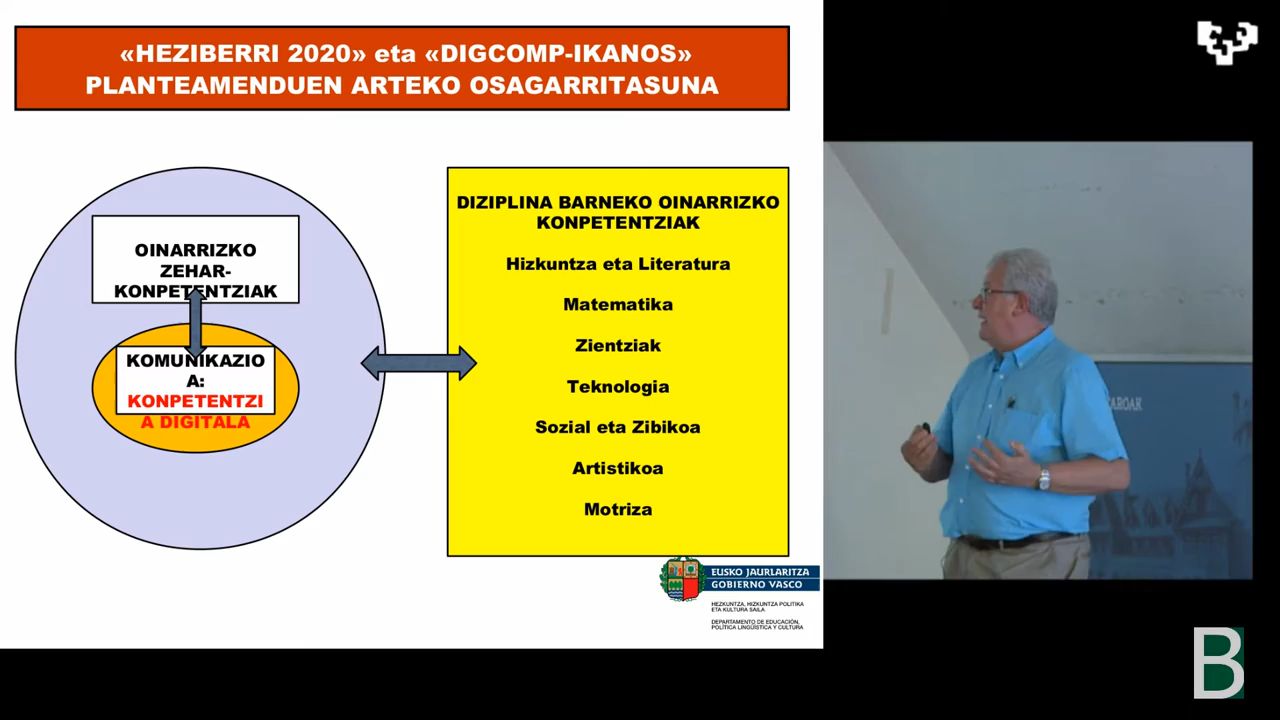 «HEZIBERRI 2020» eta «DIGCOMP-IKANOS»
PLANTEAMENDUEN ARTEKO OSAGARRITASUNA
OINARRIZKO
ZEHAR-
KONPETENTZIAK
KOMUNIKAZIO
A:
KONPETENTZI
A DIGITALA
DIZIPLINA BARNEKO OINARRIZKO
KONPETENTZIAK
Hizkuntza eta Literatura
Matematika
Zientziak
Teknologia
Sozial eta Zibikoa
Artistikoa
Motriza
EUSKO JAURLARITZA
GOBIERNO VASCO
HEZKUNTZA, HIZKUNTZA POLITIKA
ETA KULTURA SAILA
DEPARTAMENTO DE EDUCACIÓN,
POLÍTICA LINGÜÍSTICA Y CULTURA
B